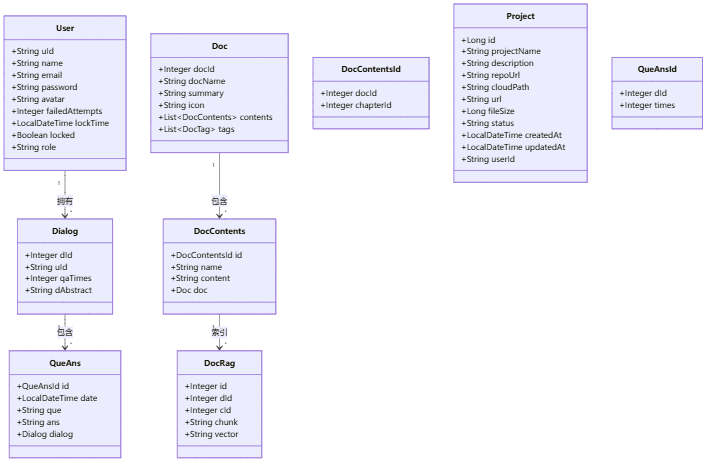 User
+String uId
+String name
+String email
+String password
+String avatar
+Integer failedAttempts
+LocalDateTime lockTime
+Boolean locked
+String role
1
拥有
*
Dialog
+Integer dId
+String uId
+Integer qaTimes
+String dAbstract
1
包含
*
QueAns
+QueAnsId id
+LocalDateTime date
+String que
+String ans
+Dialog dialog
Doc
+Integer docId
+String docName
+String summary
+String icon
+List<DocContents> contents
+List<DocTag> tags
1
包含
*
DocContents
+DocContentsId id
+String name
+String content
+Doc doc
1
索引
*
DocRag
+Integer id
+Integer dId
+Integer cId
+String chunk
+String vector
DocContentsId
+Integer docId
+Integer chapterId
Project
+Long id
+String projectName
+String description
+String repoUrl
+String cloudPath
+String url
+Long fileSize
+String status
+LocalDateTime createdAt
+LocalDateTime updatedAt
+String userId
QueAnsId
+Integer dId
+Integer times